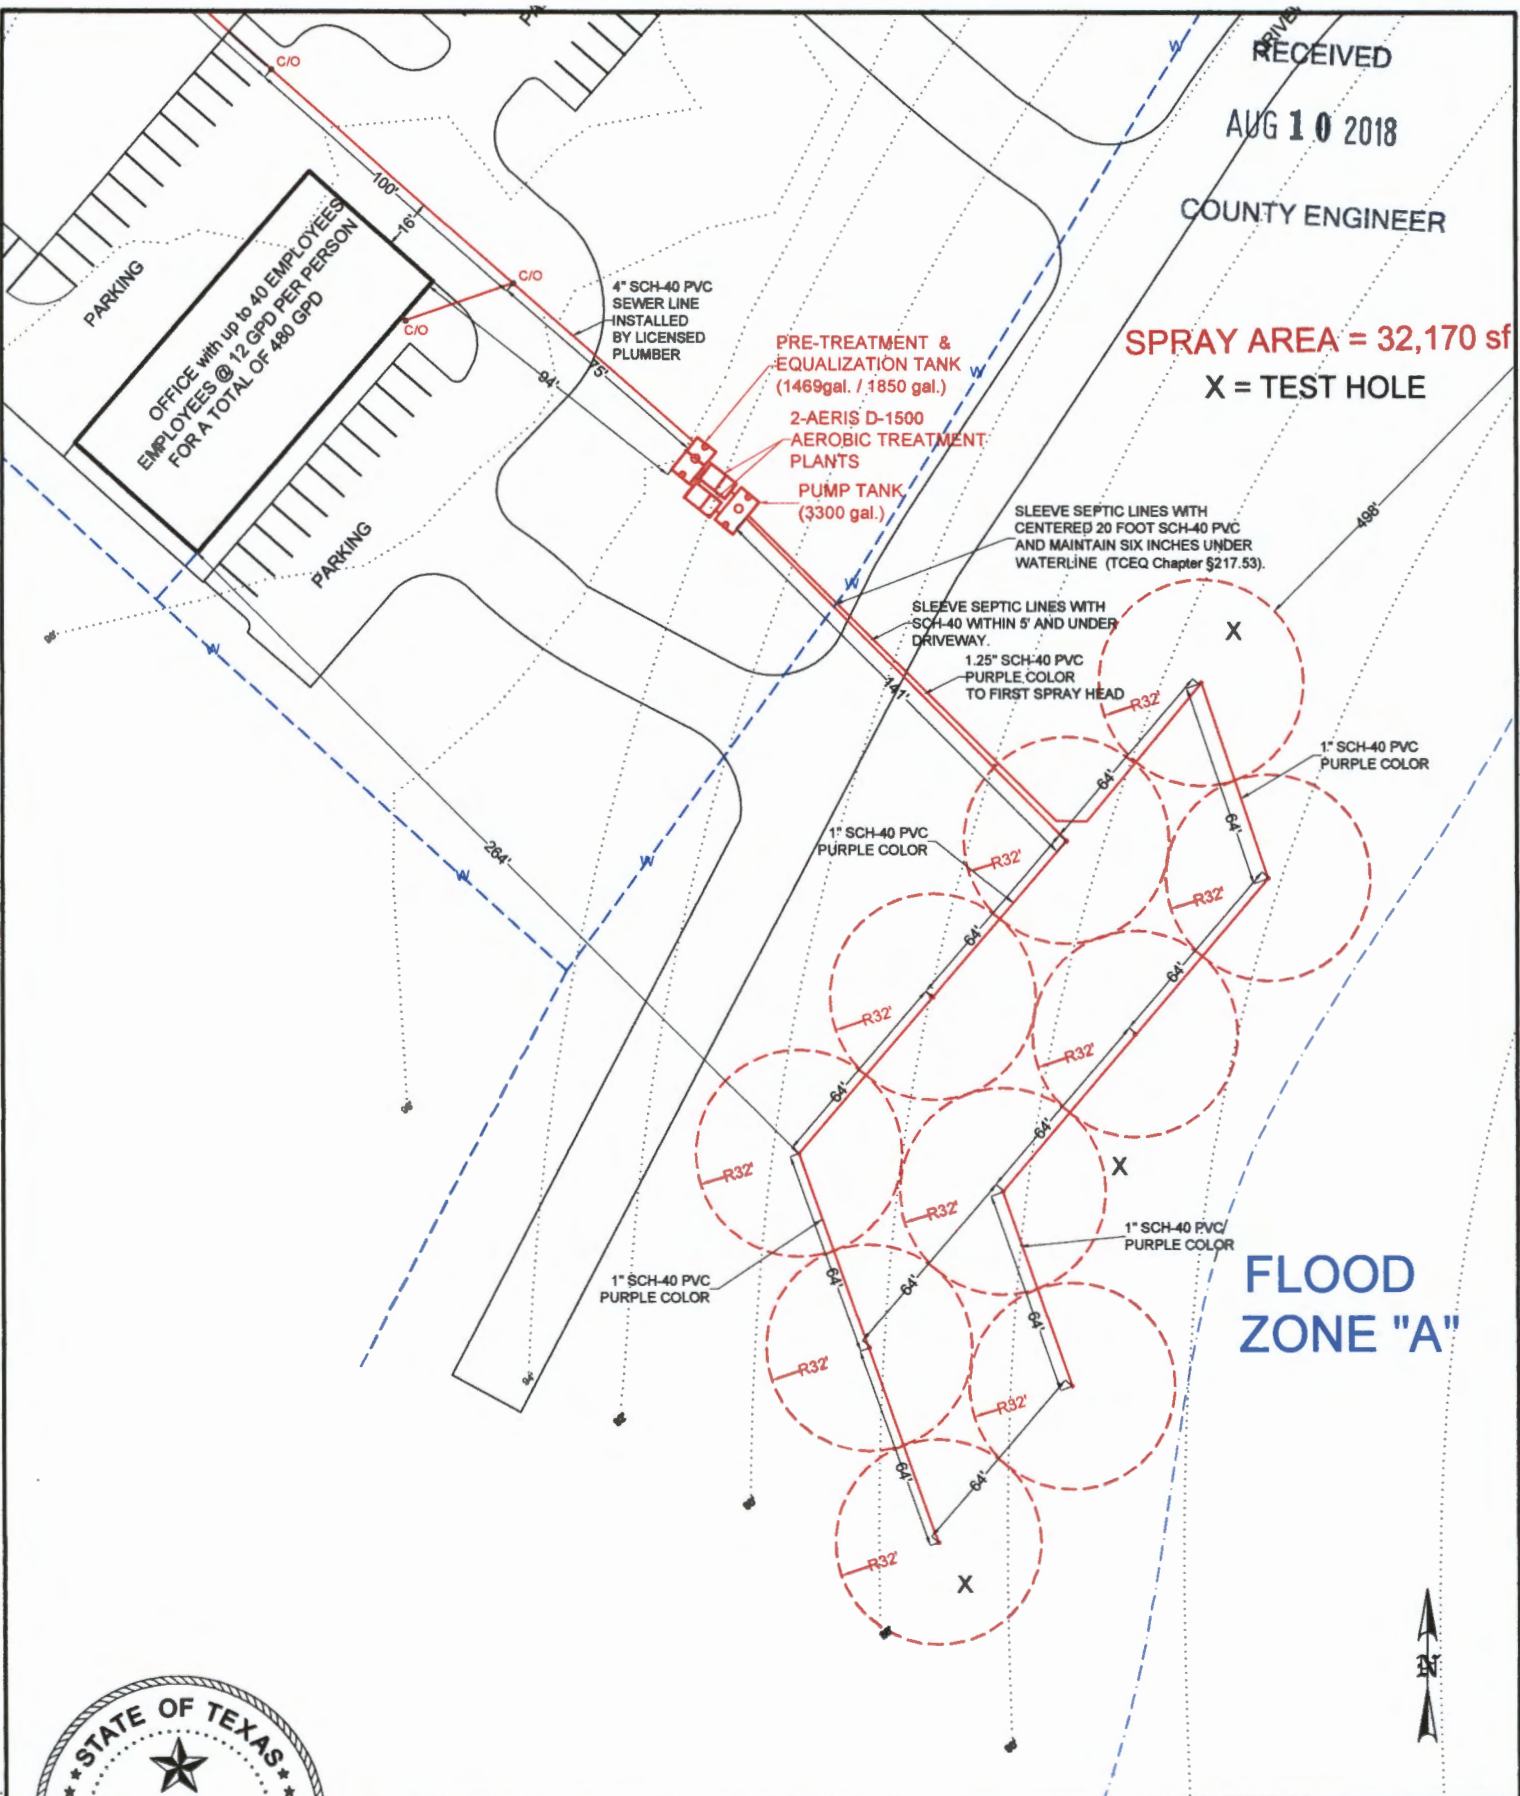 RECEIVED
AUG 10 2018
COUNTY ENGINEER
C/O
100'
16'
C/O
C/O
PARKING
OFFICE with up to 40 EMPLOYEES
EMPLOYEES @ 12 GPD PER PERSON
FOR A TOTAL OF 480 GPD
PARKING
4" SCH-40 PVC
SEWER LINE
INSTALLED
BY LICENSED
PLUMBER
94'
75'
PRE-TREATMENT &
EQUALIZATION TANK
(1469gal. / 1850 gal.)
2-AERIS D-1500
AEROBIC TREATMENT
PLANTS
PUMP TANK
(3300 gal.)
SPRAY AREA = 32,170 sf
X = TEST HOLE
498'
SLEEVE SEPTIC LINES WITH
CENTERED 20 FOOT SCH-40 PVC
AND MAINTAIN SIX INCHES UNDER
WATERLINE (TCEQ Chapter §217.53).
SLEEVE SEPTIC LINES WITH
SCH-40 WITHIN 5' AND UNDER
DRIVEWAY.
1.25" SCH-40 PVC
PURPLE COLOR
TO FIRST SPRAY HEAD
141'
264'
W
W
W
W
W
W
W
X
R32'
64'
1" SCH-40 PVC
PURPLE COLOR
64'
1" SCH-40 PVC
PURPLE COLOR
R32'
R32'
64'
64'
R32'
R32'
64'
64'
X
R32'
R32'
1" SCH-40 PVC
PURPLE COLOR
1" SCH-40 PVC
PURPLE COLOR
64'
64'
64'
R32'
R32'
64'
64'
R32'
X
94'
FLOOD
ZONE "A"
N
STATE OF TEXAS